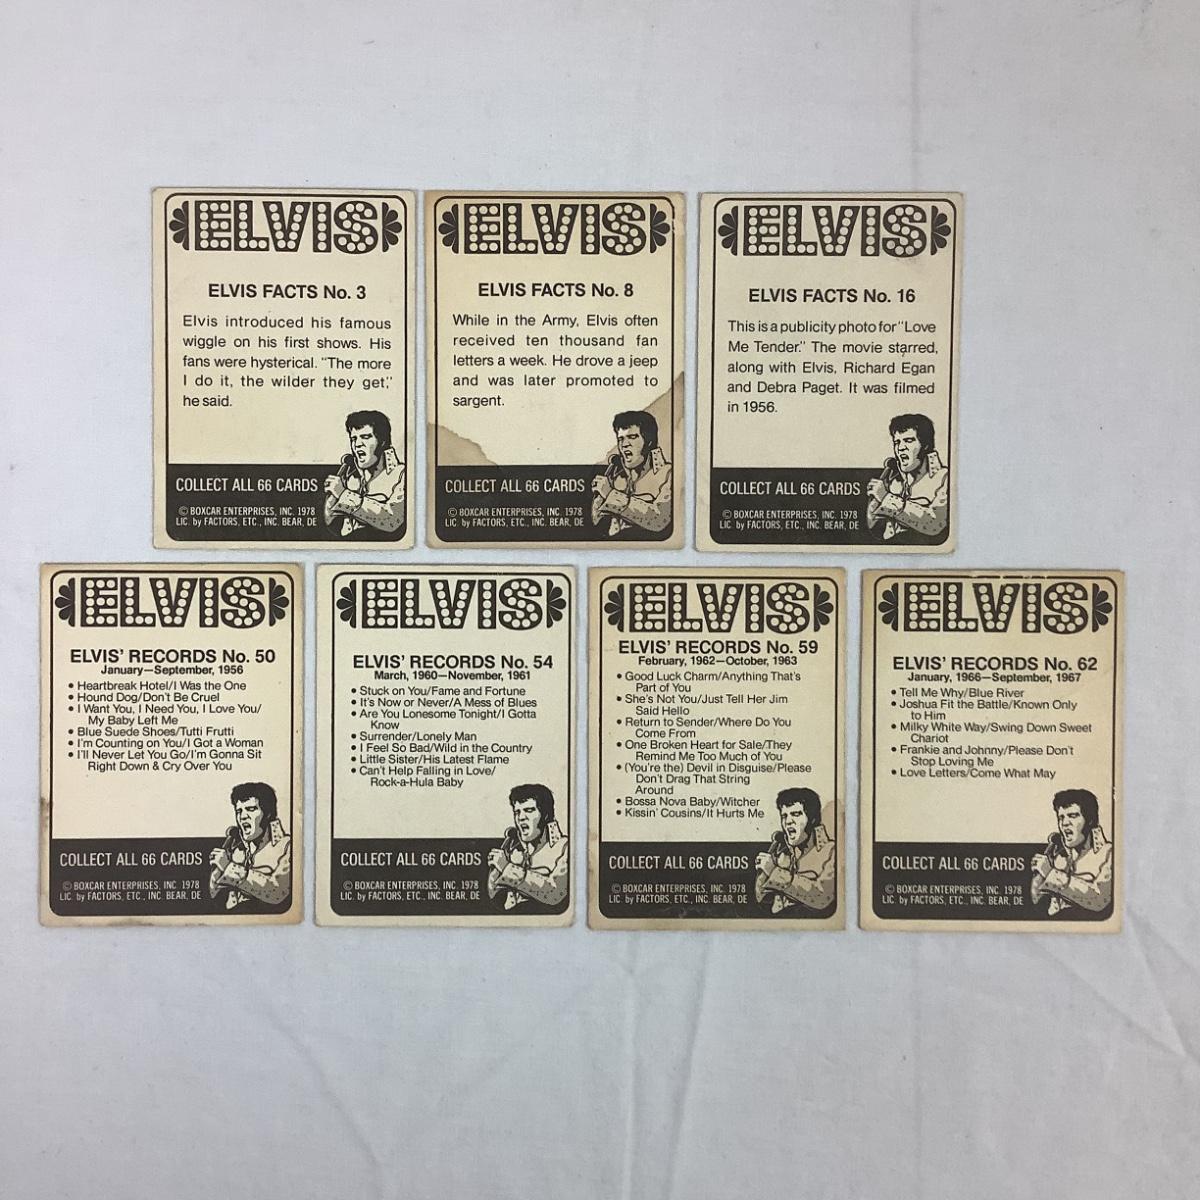 ELVIS
ELVIS FACTS No. 3
Elvis introduced his famous
wiggle on his first shows. His
fans were hysterical. "The more
I do it, the wilder they get,"
he said.
COLLECT ALL 66 CARDS
© BOXCAR ENTERPRISES, INC. 1978
LIC. by FACTORS, ETC., INC. BEAR, DE
ELVIS
ELVIS FACTS No. 8
While in the Army, Elvis often
received ten thousand fan
letters a week. He drove a jeep
and was later promoted to
sargent.
COLLECT ALL 66 CARDS
© BOXCAR ENTERPRISES, INC. 1978
LIC. by FACTORS, ETC., INC. BEAR, DE
ELVIS
ELVIS FACTS No. 16
This is a publicity photo for "Love
Me Tender." The movie starred,
along with Elvis, Richard Egan
and Debra Paget. It was filmed
in 1956.
COLLECT ALL 66 CARDS
© BOXCAR ENTERPRISES, INC. 1978
LIC. by FACTORS, ETC., INC. BEAR, DE
ELVIS
ELVIS' RECORDS No. 50
January—September, 1956
• Heartbreak Hotel/I Was the One
• Hound Dog/Don't Be Cruel
• I Want You, I Need You, I Love You/
My Baby Left Me
• Blue Suede Shoes/Tutti Frutti
• I'm Counting on You/I Got a Woman
• I'll Never Let You Go/I'm Gonna Sit
Right Down & Cry Over You
COLLECT ALL 66 CARDS
© BOXCAR ENTERPRISES, INC. 1978
LIC. by FACTORS, ETC., INC. BEAR, DE
ELVIS
ELVIS' RECORDS No. 54
March, 1960—November, 1961
• Stuck on You/Fame and Fortune
• It's Now or Never/A Mess of Blues
• Are You Lonesome Tonight/I Gotta
Know
• Surrender/Lonely Man
• I Feel So Bad/Wild in the Country
• Little Sister/His Latest Flame
• Can't Help Falling in Love/
Rock-a-Hula Baby
COLLECT ALL 66 CARDS
© BOXCAR ENTERPRISES, INC. 1978
LIC. by FACTORS, ETC., INC. BEAR, DE
ELVIS
ELVIS' RECORDS No. 59
February, 1962—October, 1963
• Good Luck Charm/Anything That's
Part of You
• She's Not You/Just Tell Her Jim
Said Hello
• Return to Sender/Where Do You
Come From
• One Broken Heart for Sale/They
Remind Me Too Much of You
• (You're the) Devil in Disguise/Please
Don't Drag That String
Around
• Bossa Nova Baby/Witcher
• Kissin' Cousins/It Hurts Me
COLLECT ALL 66 CARDS
© BOXCAR ENTERPRISES, INC. 1978
LIC. by FACTORS, ETC., INC. BEAR, DE
ELVIS
ELVIS' RECORDS No. 62
January, 1966—September, 1967
• Tell Me Why/Blue River
• Joshua Fit the Battle/Known Only
to Him
• Milky White Way/Swing Down Sweet
Chariot
• Frankie and Johnny/Please Don't
Stop Loving Me
• Love Letters/Come What May
COLLECT ALL 66 CARDS
© BOXCAR ENTERPRISES, INC. 1978
LIC. by FACTORS, ETC., INC. BEAR, DE